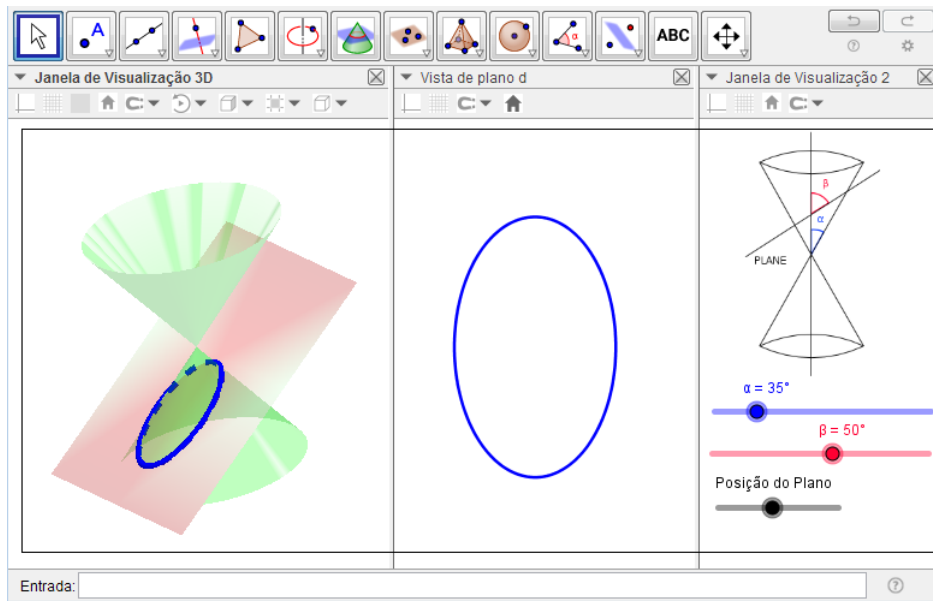 A
α
ABC
Janela de Visualização 3D
Vista de plano d
Janela de Visualização 2
β
α
PLANE
α = 35°
β = 50°
Posição do Plano
Entrada: